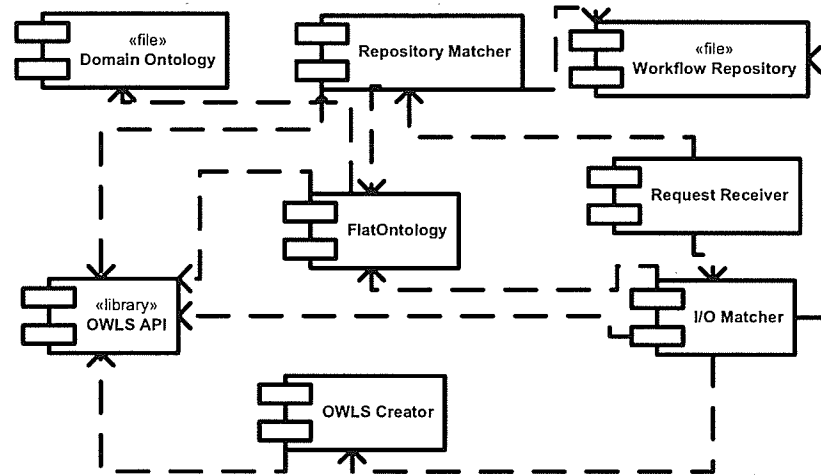 «file»
Domain Ontology
Repository Matcher
«file»
Workflow Repository
Request Receiver
FlatOntology
«library»
OWLS API
I/O Matcher
OWLS Creator